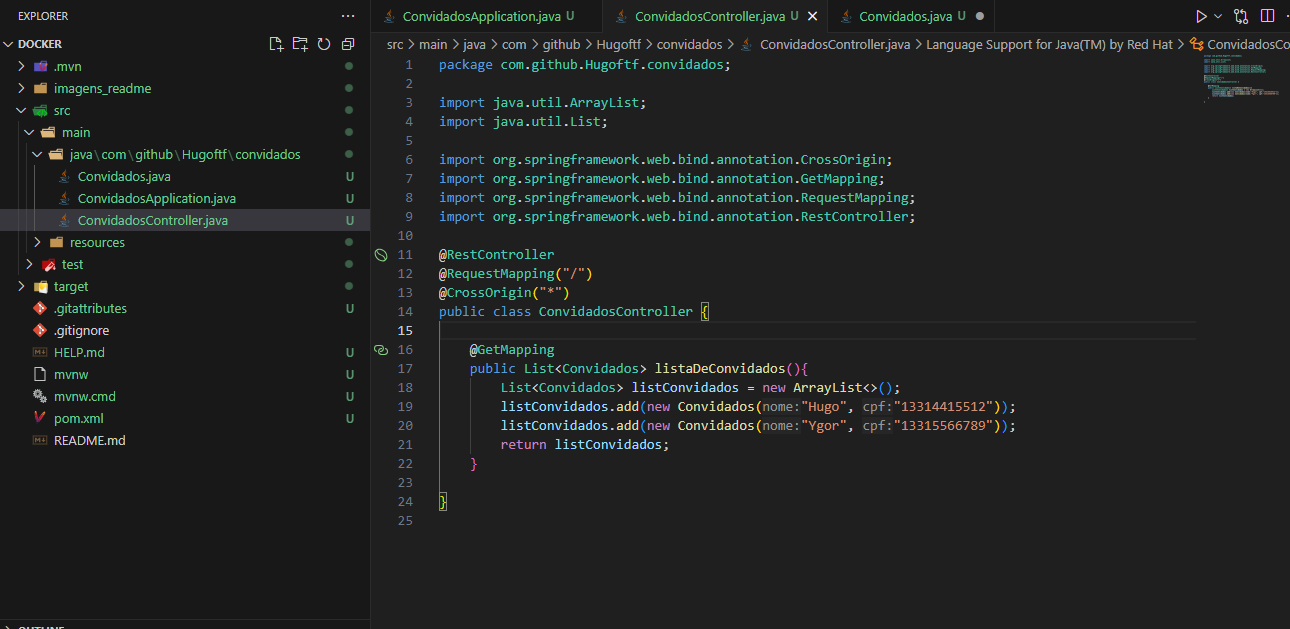 EXPLORER
DOCKER
.mvn
imagens_readme
src
main
java\com\github\Hugoftf\convidados
Convidados.java U
ConvidadosApplication.java U
ConvidadosController.java U
resources
test
target
.gitattributes U
.gitignore
HELP.md U
mvnw U
mvnw.cmd U
pom.xml U
README.md
OUTLINE
ConvidadosApplication.java U
ConvidadosController.java U
Convidados.java U
src > main > java > com > github > Hugoftf > convidados > ConvidadosController.java > Language Support for Java(TM) by Red Hat > ConvidadosCo
1 package com.github.Hugoftf.convidados;
2
3 import java.util.ArrayList;
4 import java.util.List;
5
6 import org.springframework.web.bind.annotation.CrossOrigin;
7 import org.springframework.web.bind.annotation.GetMapping;
8 import org.springframework.web.bind.annotation.RequestMapping;
9 import org.springframework.web.bind.annotation.RestController;
10
11 @RestController
12 @RequestMapping("/")
13 @CrossOrigin("*")
14 public class ConvidadosController {
15
16 @GetMapping
17 public List<Convidados> listaDeConvidados(){
18 List<Convidados> listConvidados = new ArrayList<>();
19 listConvidados.add(new Convidados(nome:"Hugo", cpf:"13314415512"));
20 listConvidados.add(new Convidados(nome:"Ygor", cpf:"13315566789"));
21 return listConvidados;
22 }
23
24 }
25